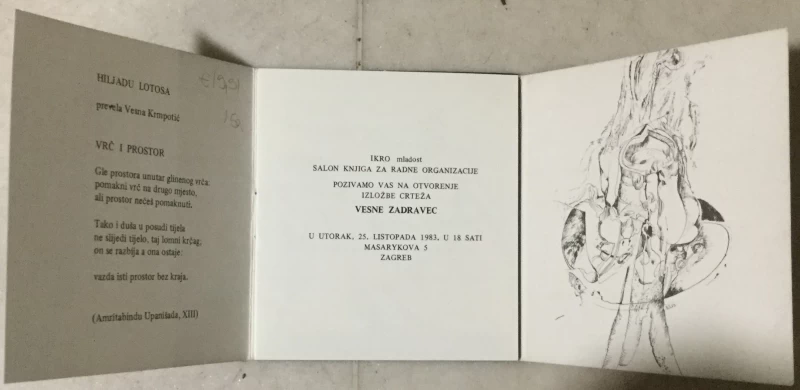 HILJADU LOTOSA
prevela Vesna Krmpotić
VRČ I PROSTOR
Gle prostora unutar glinenog vrča:
pomakni vrč na drugo mjesto,
ali prostor nećeš pomaknuti.
Tako i duša u posudi tijela
ne slijedi tijelo, taj lomni krčag;
on se razbija a ona ostaje:
vazda isti prostor bez kraja.
(Amritabindu Upanišada, XIII)
IKRO mladost
SALON KNJIGA ZA RADNE ORGANIZACIJE
POZIVAMO VAS NA OTVORENJE
IZLOŽBE CRTEŽA
VESNE ZADRAVEC
U UTORAK, 25. LISTOPADA 1983. U 18 SATI
MASARYKOVA 5
ZAGREB